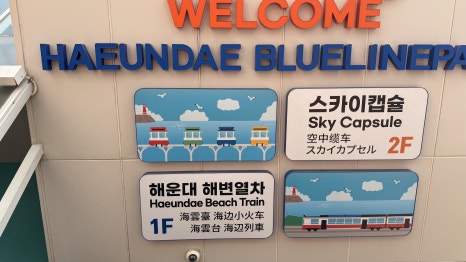 WELCOME
HAEUNDAE BLUELINEPA
스카이캡슐
Sky Capsule
空中缆车
スカイカプセル 2F
해운대 해변열차
Haeundae Beach Train
海雲臺 海边小火车
1F 海雲台 海辺列車